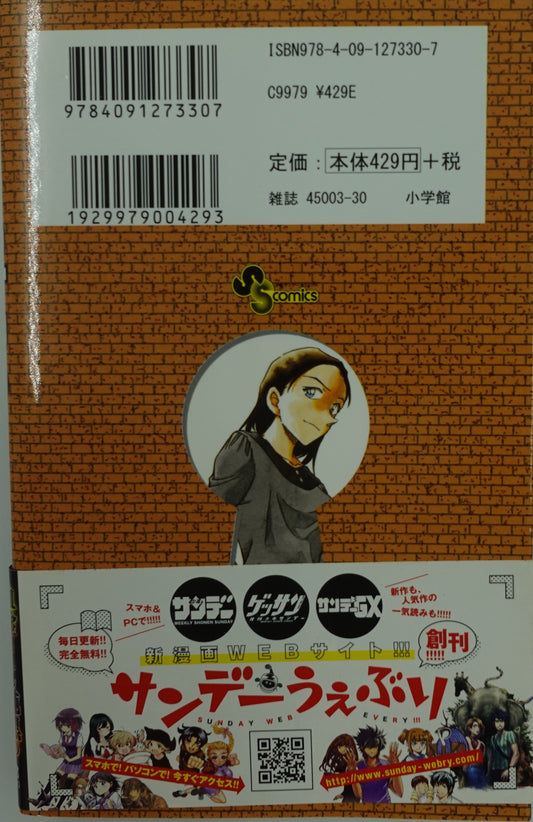 ISBN978-4-09-127330-7
9784091273307
C9979 ¥429E
定価：本体429円+税
1929979004293
雑誌 45003-30 小学館
SS comics
スマホ&
PCで!!!!!
サンデー
WEEKLY SHONEN SUNDAY
ゲッサン
サンデーGX
新作も、
人気作の
一気読みも!!!!!
毎日更新!!
完全無料!!
新漫画WEBサイト!!!
創刊
!!!!!
サンデーうぇぶり
SUNDAY WEB EVERY!!!
スマホで!パソコンで!今すぐアクセス!!
http://www.sunday-webry.com/